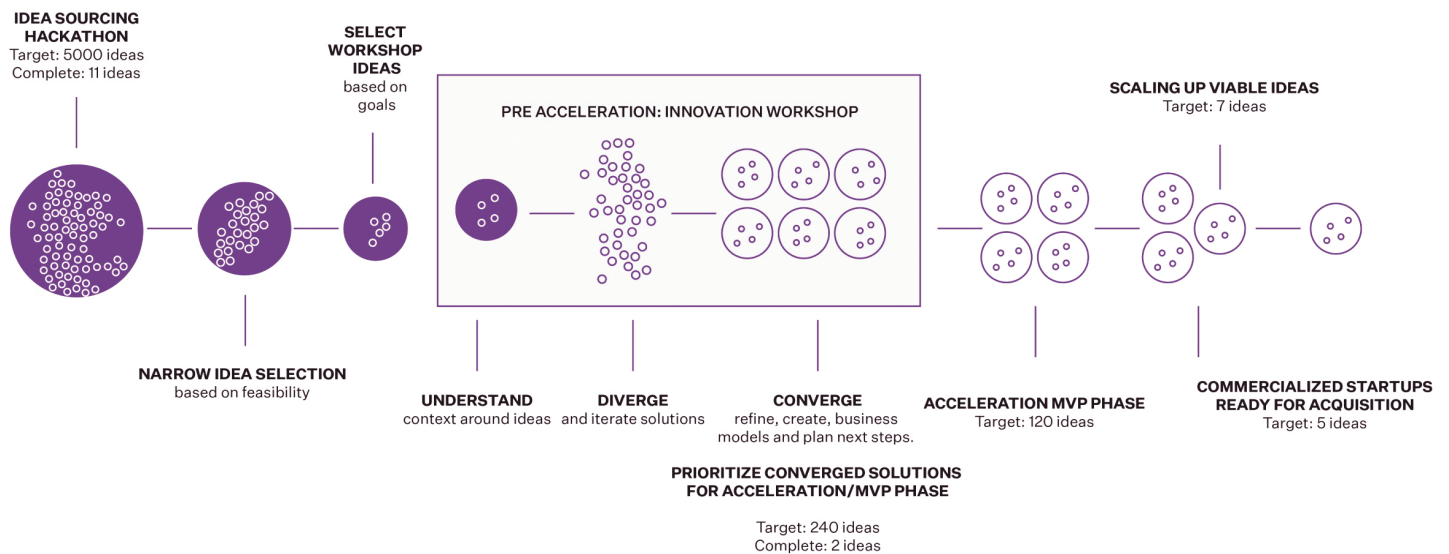 IDEA SOURCING
HACKATHON
Target: 5000 ideas
Complete: 11 ideas
NARROW IDEA SELECTION
based on feasibility
SELECT
WORKSHOP
IDEAS
based on
goals
PRE ACCELERATION: INNOVATION WORKSHOP
UNDERSTAND
context around ideas
DIVERGE
and iterate solutions
CONVERGE
refine, create, business
models and plan next steps.
PRIORITIZE CONVERGED SOLUTIONS
FOR ACCELERATION/MVP PHASE
Target: 240 ideas
Complete: 2 ideas
ACCELERATION MVP PHASE
Target: 120 ideas
SCALING UP VIABLE IDEAS
Target: 7 ideas
COMMERCIALIZED STARTUPS
READY FOR ACQUISITION
Target: 5 ideas